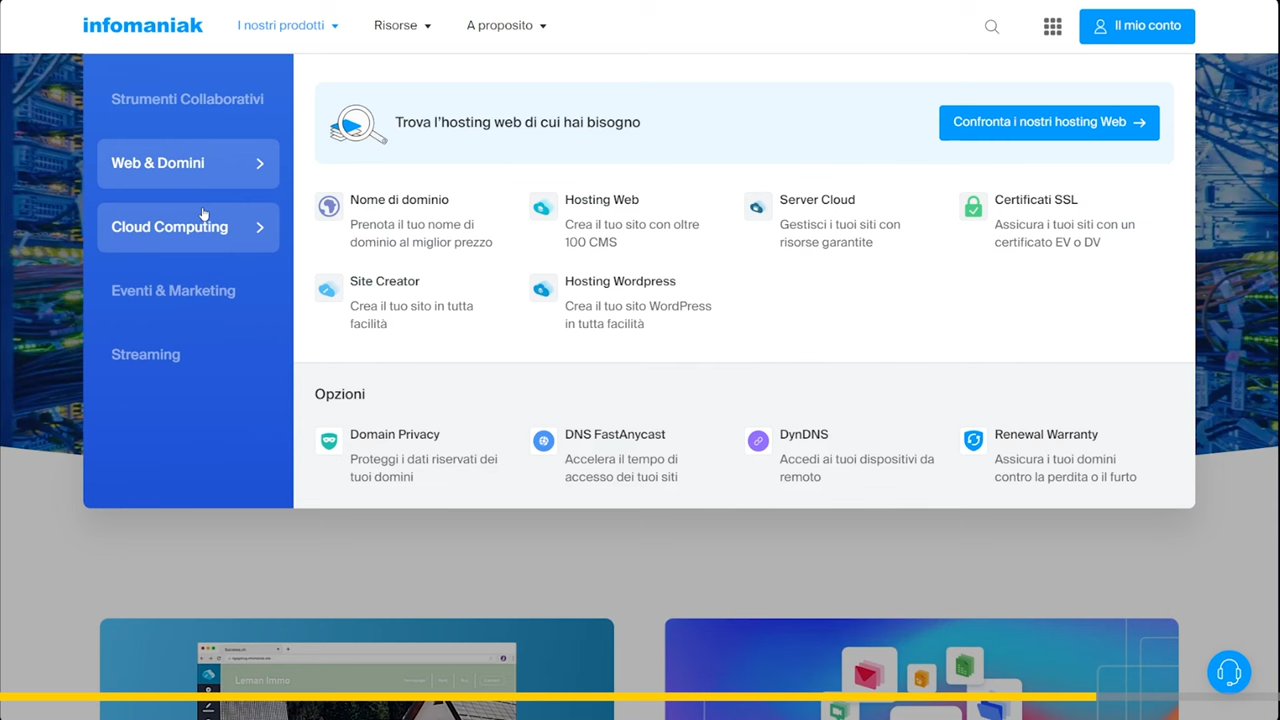 infomaniak
I nostri prodotti
Risorse
A proposito
Il mio conto
Strumenti Collaborativi
Web & Domini
Cloud Computing
Eventi & Marketing
Streaming
Trova l'hosting web di cui hai bisogno
Confronta i nostri hosting Web →
Nome di dominio
Prenota il tuo nome di
dominio al miglior prezzo
Hosting Web
Crea il tuo sito con oltre
100 CMS
Server Cloud
Gestisci i tuoi siti con
risorse garantite
Certificati SSL
Assicura i tuoi siti con un
certificato EV o DV
Site Creator
Crea il tuo sito in tutta
facilità
Hosting Wordpress
Crea il tuo sito WordPress
in tutta facilità
Opzioni
Domain Privacy
Proteggi i dati riservati dei
tuoi domini
DNS FastAnycast
Accelera il tempo di
accesso dei tuoi siti
DynDNS
Accedi ai tuoi dispositivi da
remoto
Renewal Warranty
Assicura i tuoi domini
contro la perdita o il furto
Leman Immo